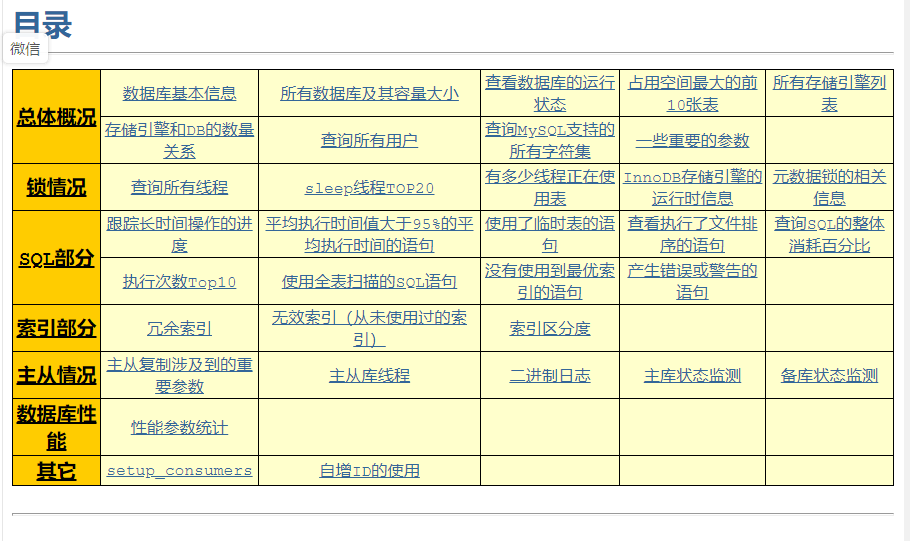 目录
微信
总体概况
数据库基本信息
所有数据库及其容量大小
查看数据库的运行
状态
占用空间最大的前
10张表
所有存储引擎列
表
存储引擎和DB的数量
关系
查询所有用户
查询MySQL支持的
所有字符集
一些重要的参数
锁情况
查询所有线程
sleep线程TOP20
有多少线程正在使
用表
InnoDB存储引擎的
运行时信息
元数据锁的相关
信息
SQL部分
跟踪长时间操作的进
度
平均执行时间值大于95%的平
均执行时间的语句
使用了临时表的语
句
查看执行了文件排
序的语句
查询SQL的整体
消耗百分比
执行次数Top10
使用全表扫描的SQL语句
没有使用到最优索
引的语句
产生错误或警告的
语句
索引部分
冗余索引
无效索引（从未使用过的索
引）
索引区分度
主从情况
主从复制涉及到的重
要参数
主从库线程
二进制日志
主库状态监测
备库状态监测
数据库性
能
性能参数统计
其它
setup_consumers
自增ID的使用